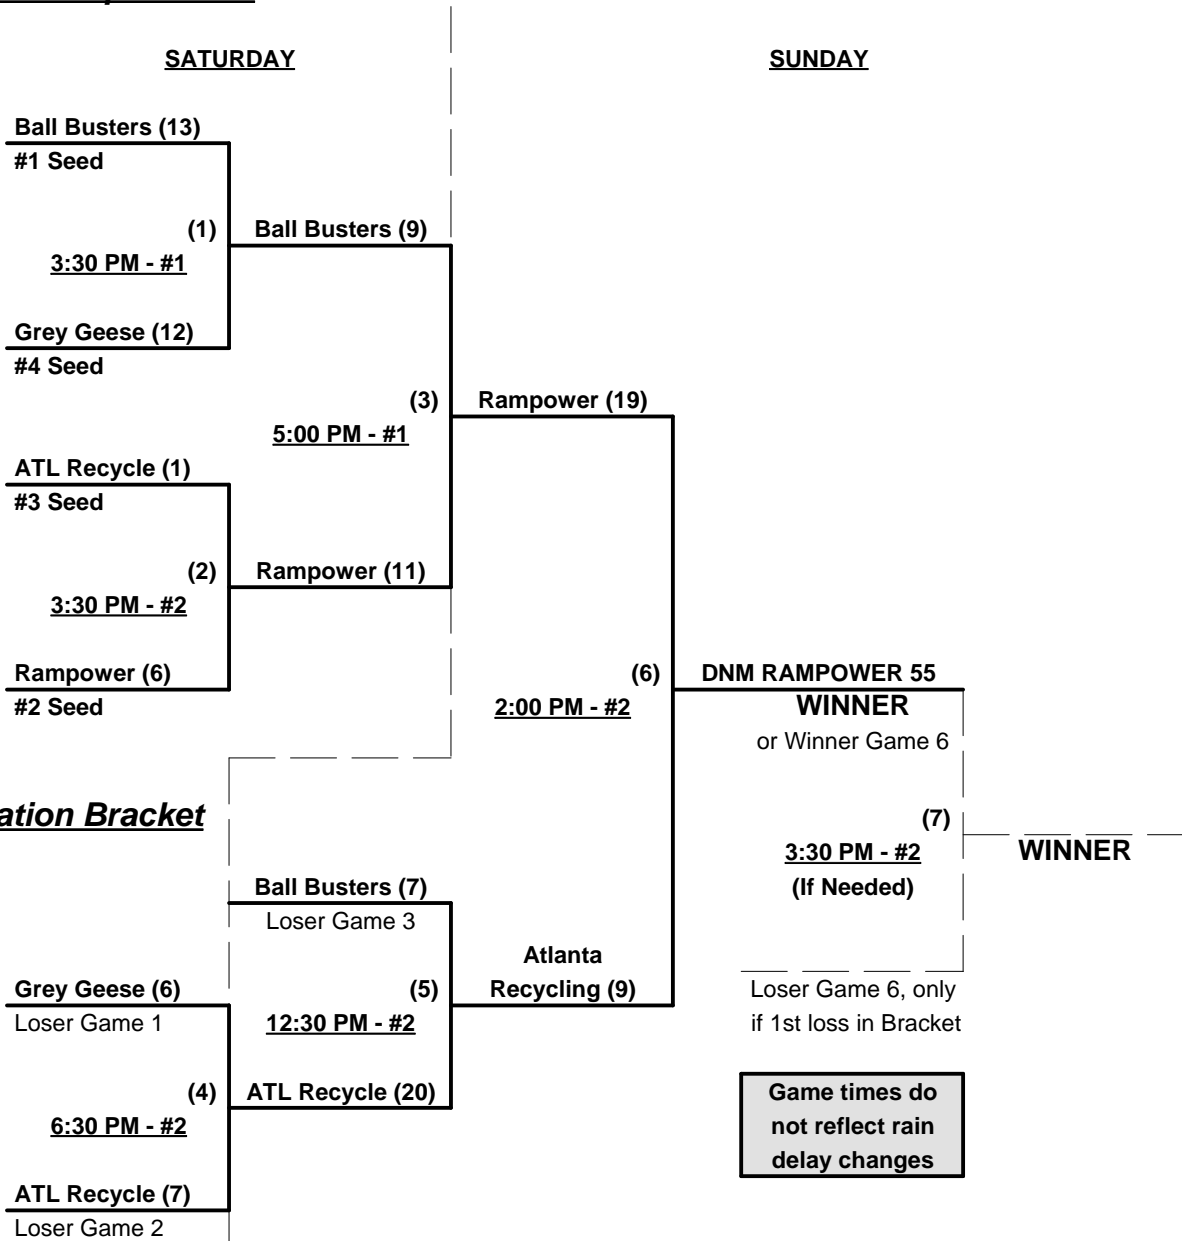 SATURDAY
SUNDAY
Ball Busters (13)
#1 Seed
(1)
Ball Busters (9)
3:30 PM - #1
Grey Geese (12)
#4 Seed
(3)
Rampower (19)
5:00 PM - #1
ATL Recycle (1)
#3 Seed
(2)
Rampower (11)
3:30 PM - #2
Rampower (6)
#2 Seed
(6)
DNM RAMPOWER 55
2:00 PM - #2
WINNER
or Winner Game 6
ation Bracket
(7)
3:30 PM - #2
WINNER
(If Needed)
Ball Busters (7)
Loser Game 3
Atlanta
Recycling (9)
Grey Geese (6)
Loser Game 1
(5)
12:30 PM - #2
Loser Game 6, only
if 1st loss in Bracket
(4)
ATL Recycle (20)
6:30 PM - #2
Game times do
not reflect rain
delay changes
ATL Recycle (7)
Loser Game 2